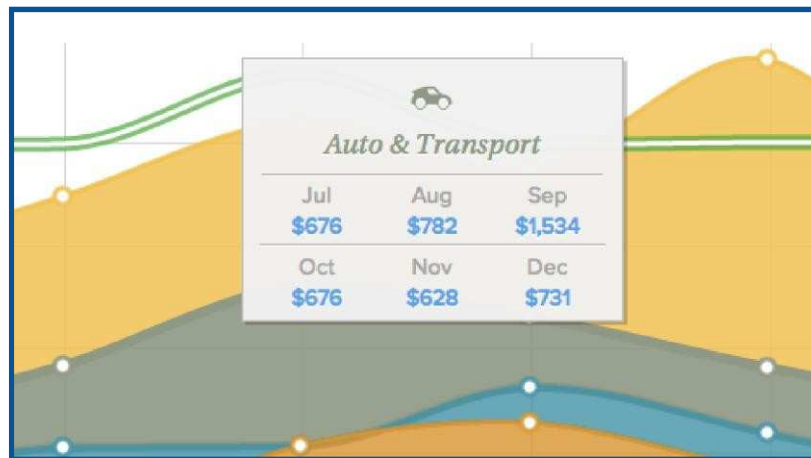 Auto & Transport
Jul Aug Sep
$676 $782 $1,534
Oct Nov Dec
$676 $628 $731